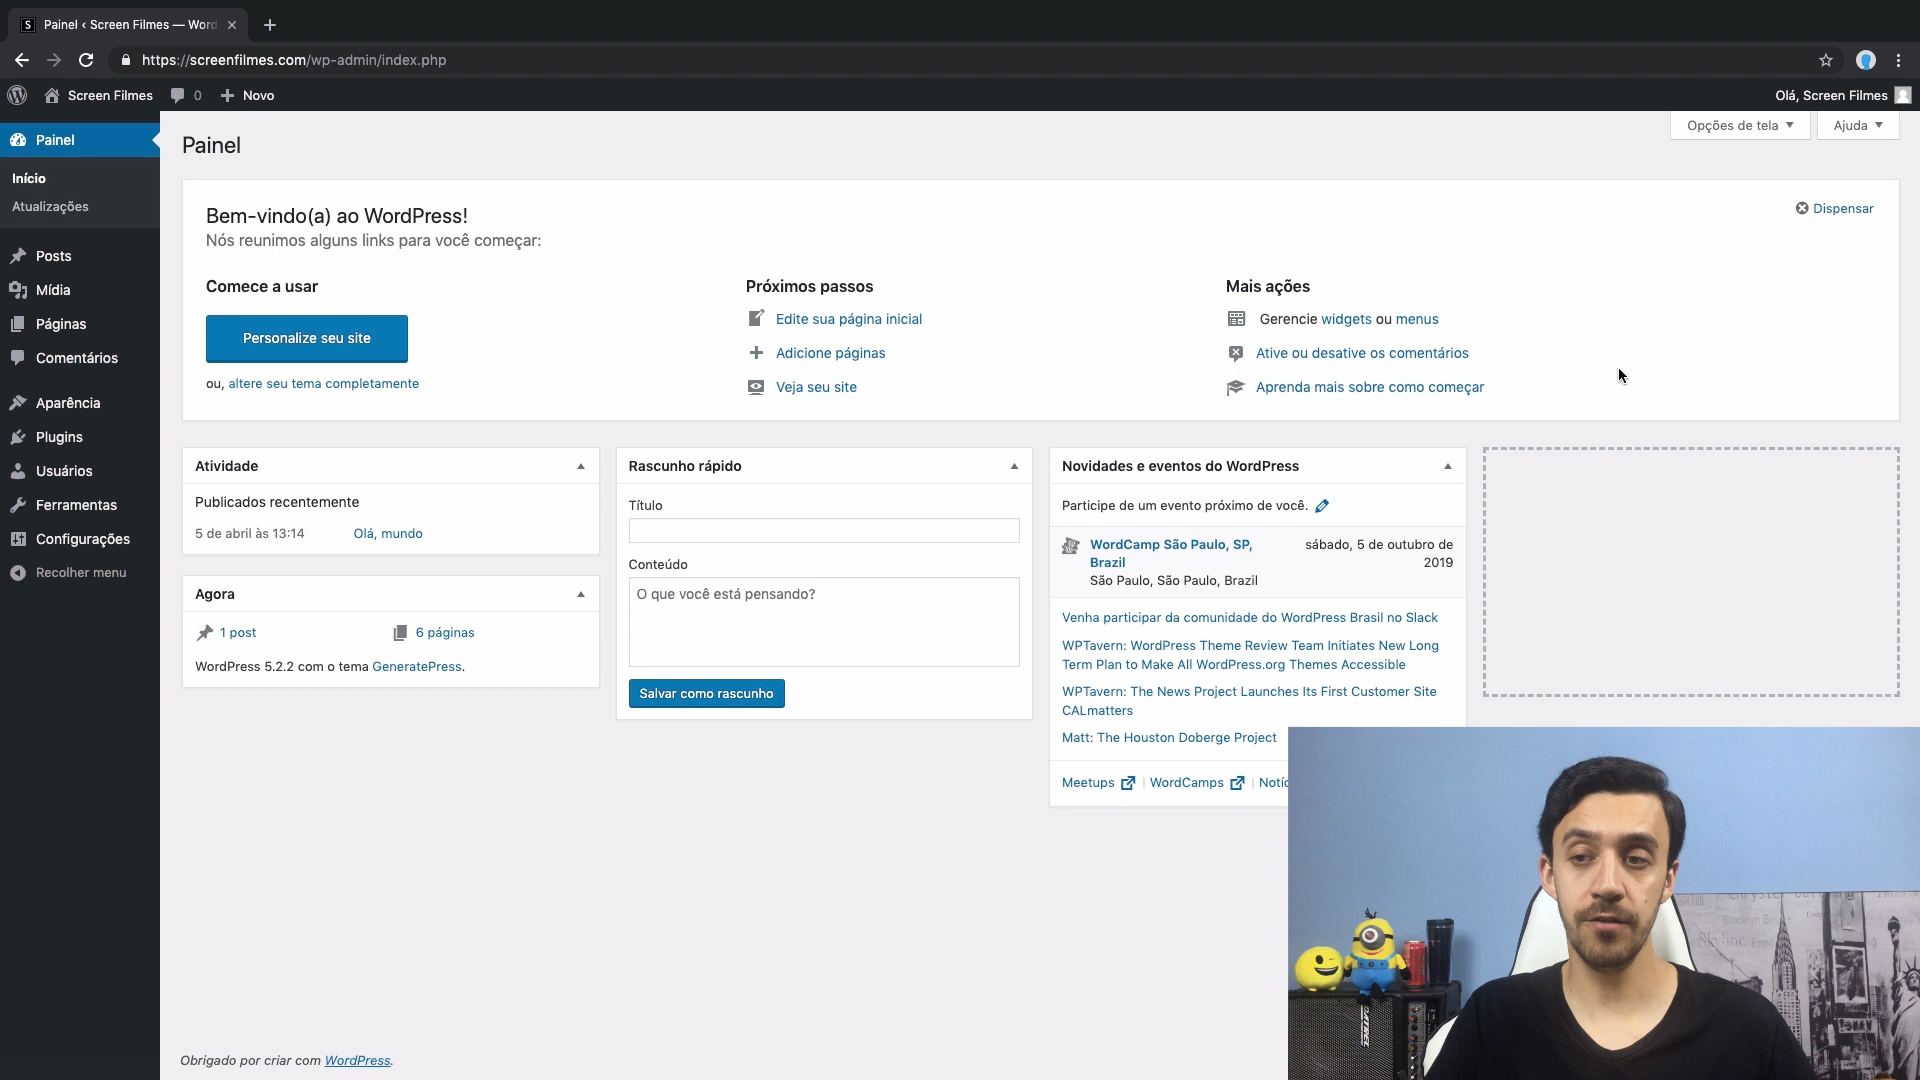 Painel ‹ Screen Filmes — Word
https://screenfilmes.com/wp-admin/index.php
Screen Filmes 0 Novo
Olá, Screen Filmes
Painel
Início
Atualizações
Posts
Mídia
Páginas
Comentários
Aparência
Plugins
Usuários
Ferramentas
Configurações
Recolher menu
Opções de tela
Ajuda
Painel
Bem-vindo(a) ao WordPress!
Nós reunimos alguns links para você começar:
Dispensar
Comece a usar
Personalize seu site
ou, altere seu tema completamente
Próximos passos
Edite sua página inicial
Adicione páginas
Veja seu site
Mais ações
Gerencie widgets ou menus
Ative ou desative os comentários
Aprenda mais sobre como começar
Atividade
Publicados recentemente
5 de abril às 13:14 Olá, mundo
Agora
1 post 6 páginas
WordPress 5.2.2 com o tema GeneratePress.
Rascunho rápido
Título
Conteúdo
O que você está pensando?
Salvar como rascunho
Novidades e eventos do WordPress
Participe de um evento próximo de você.
WordCamp São Paulo, SP,
Brazil
São Paulo, São Paulo, Brazil
sábado, 5 de outubro de
2019
Venha participar da comunidade do WordPress Brasil no Slack
WPTavern: WordPress Theme Review Team Initiates New Long
Term Plan to Make All WordPress.org Themes Accessible
WPTavern: The News Project Launches Its First Customer Site
CALmatters
Matt: The Houston Doberge Project
Meetups | WordCamps | Notíc
Skyline
Obrigado por criar com WordPress.